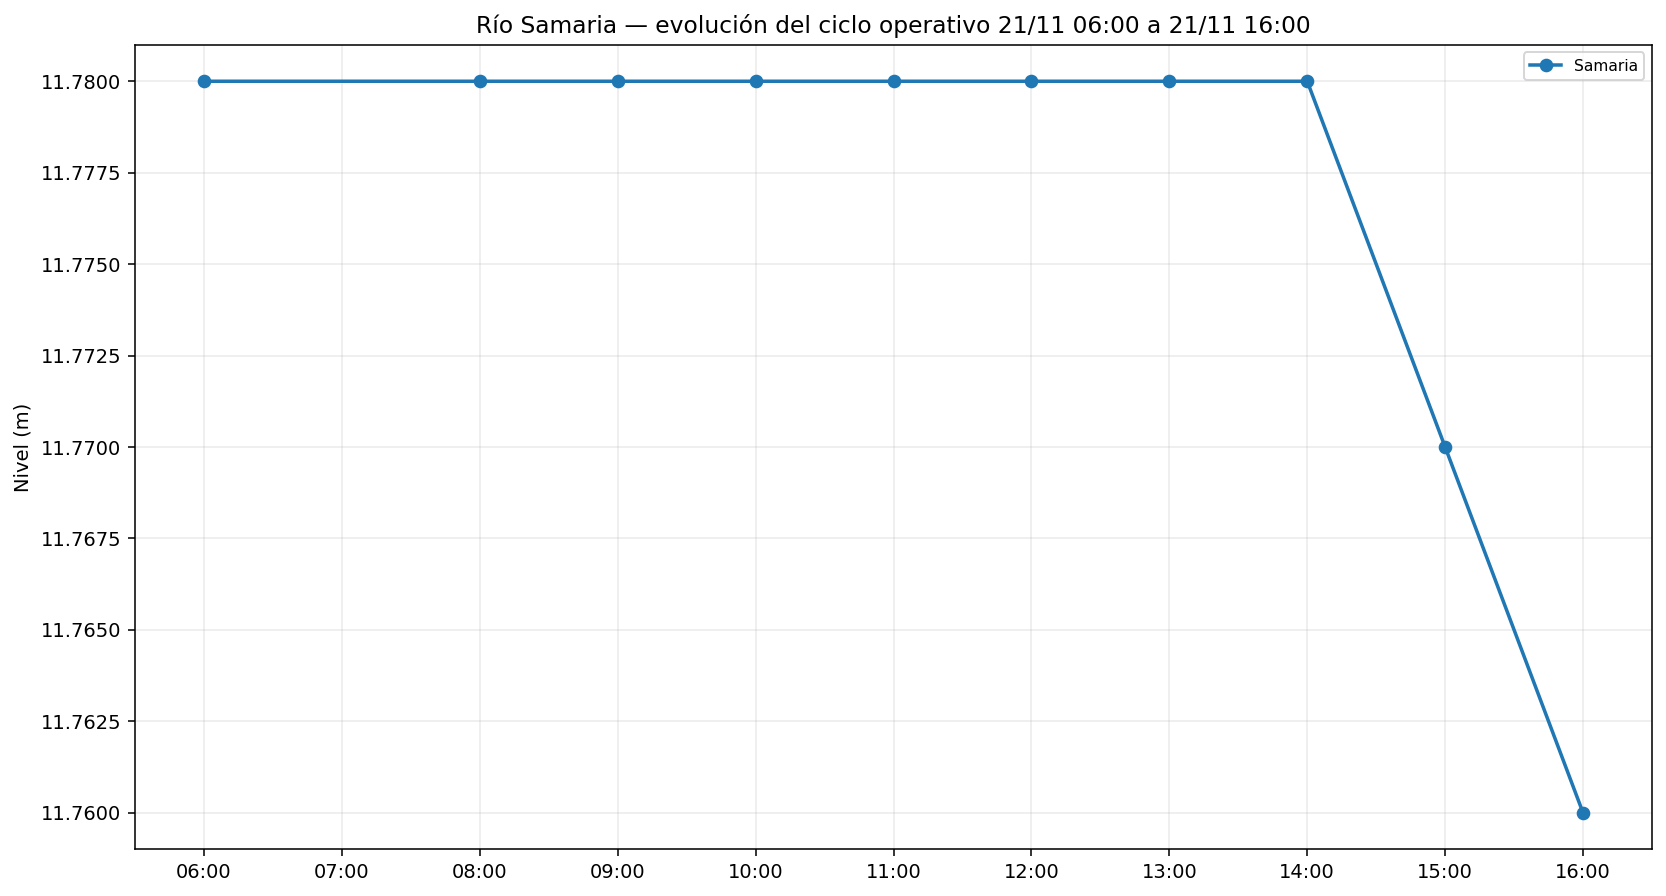 Río Samaria — evolución del ciclo operativo 21/11 06:00 a 21/11 16:00
Samaria
Nivel (m)
11.7800
11.7775
11.7750
11.7725
11.7700
11.7675
11.7650
11.7625
11.7600
06:00 07:00 08:00 09:00 10:00 11:00 12:00 13:00 14:00 15:00 16:00